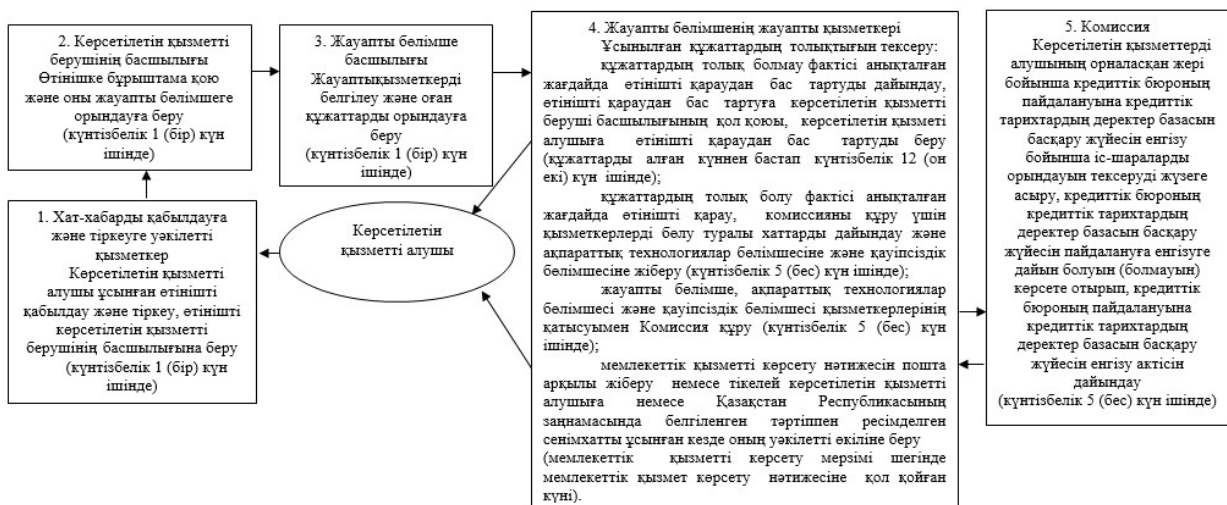 1. Хат-хабарды қабылдауға
және тіркеуге уәкілетті
қызметкер
Көрсетілетін қызметті
алушы ұсынған өтінішті
қабылдау және тіркеу, өтінішті
көрсетілетін қызметті
берушінің басшылығына беру
(күнтізбелік 1 (бір) күн
ішінде)
2. Көрсетілетін қызметті
берушінің басшылығы
Өтінішке бұрыштама қою
және оны жауапты бөлімшеге
орындауға беру
(күнтізбелік 1 (бір) күн
ішінде)
3. Жауапты бөлімше
басшылығы
Жауаптықызметкерді
белгілеу және оған
құжаттарды орындауға
беру
(күнтізбелік 1 (бір) күн
ішінде)
Көрсетілетін
қызметті алушы
4. Жауапты бөлімшенің жауапты қызметкері
Ұсынылған құжаттардың толықтығын тексеру:
құжаттардың толық болмау фактісі анықталған
жағдайда өтінішті қараудан бас тартуды дайындау,
өтінішті қараудан бас тартуға көрсетілетін қызметті
беруші басшылығының қол қоюы, көрсетілетін қызметі
алушыға өтінішті қараудан бас тартуды беру
(құжаттарды алған күннен бастап күнтізбелік 12 (он
екі) күн ішінде);
құжаттардың толық болу фактісі анықталған
жағдайда өтінішті қарау, комиссияны құру үшін
қызметкерлерді бөлу туралы хаттарды дайындау және
ақпараттық технологиялар бөлімшесіне және қауіпсіздік
бөлімшесіне жіберу (күнтізбелік 5 (бес) күн ішінде);
жауапты бөлімше, ақпараттық технологиялар
бөлімшесі және қауіпсіздік бөлімшесі қызметкерлерінің
қатысуымен Комиссия құру (күнтізбелік 5 (бес) күн
ішінде);
мемлекеттік қызметті көрсету нәтижесін пошта
арқылы жіберу немесе тікелей көрсетілетін қызметті
алушыға немесе Қазақстан Республикасының
заңнамасында белгіленген тәртіппен ресімделген
сенімхатты ұсынған кезде оның уәкілетті өкіліне беру
(мемлекеттік қызметті көрсету мерзімі шегінде
мемлекеттік қызмет көрсету нәтижесіне қол қойған
күні).
5. Комиссия
Көрсетілетін қызметтерді
алушының орналасқан жері
бойынша кредиттік бюроның
пайдалануына кредиттік
тарихтардың деректер базасын
басқару жүйесін енгізу
бойынша іс-шараларды
орындауын тексеруді жүзеге
асыру, кредиттік бюроның
кредиттік тарихтардың
деректер базасын басқару
жүйесін пайдалануға енгізуге
дайын болуын (болмауын)
көрсете отырып, кредиттік
бюроның пайдалануына
кредиттік тарихтардың
деректер базасын басқару
жүйесін енгізу актісін
дайындау
(күнтізбелік 5 (бес) күн ішінде)